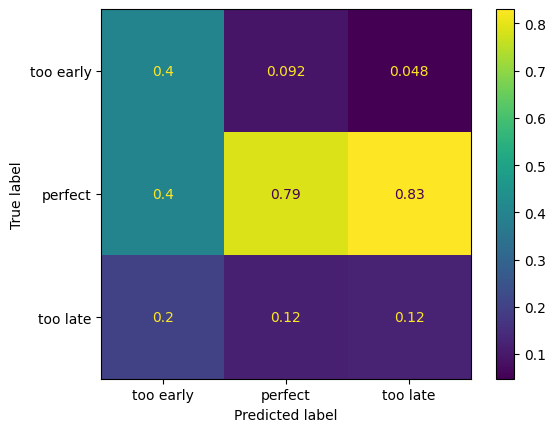 too early 0.4 0.092 0.048
perfect 0.4 0.79 0.83
too late 0.2 0.12 0.12
too early perfect too late
Predicted label
True label
0.8
0.7
0.6
0.5
0.4
0.3
0.2
0.1